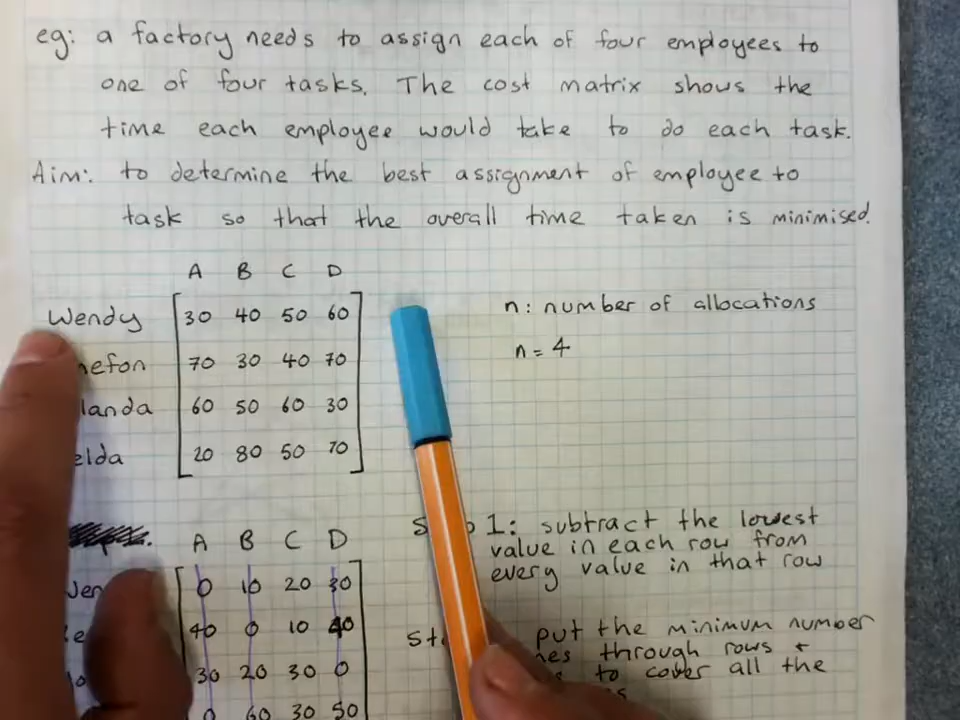 eg: a factory needs to assign each of four employees to
one of four tasks. The cost matrix shows the
time each employee would take to do each task.
Aim: to determine the best assignment of employee to
task so that the overall time taken is minimised.
A B C D
Wendy 30 40 50 60
nefon 70 30 40 70
landa 60 50 60 30
elda 20 80 50 70
n: number of allocations
n = 4
A B C D
0 10 20 30
40 0 10 40
30 20 30 0
0 60 30 50
1: subtract the lowest
value in each row from
every value in that row
put the minimum number
through rows +
to cover all the